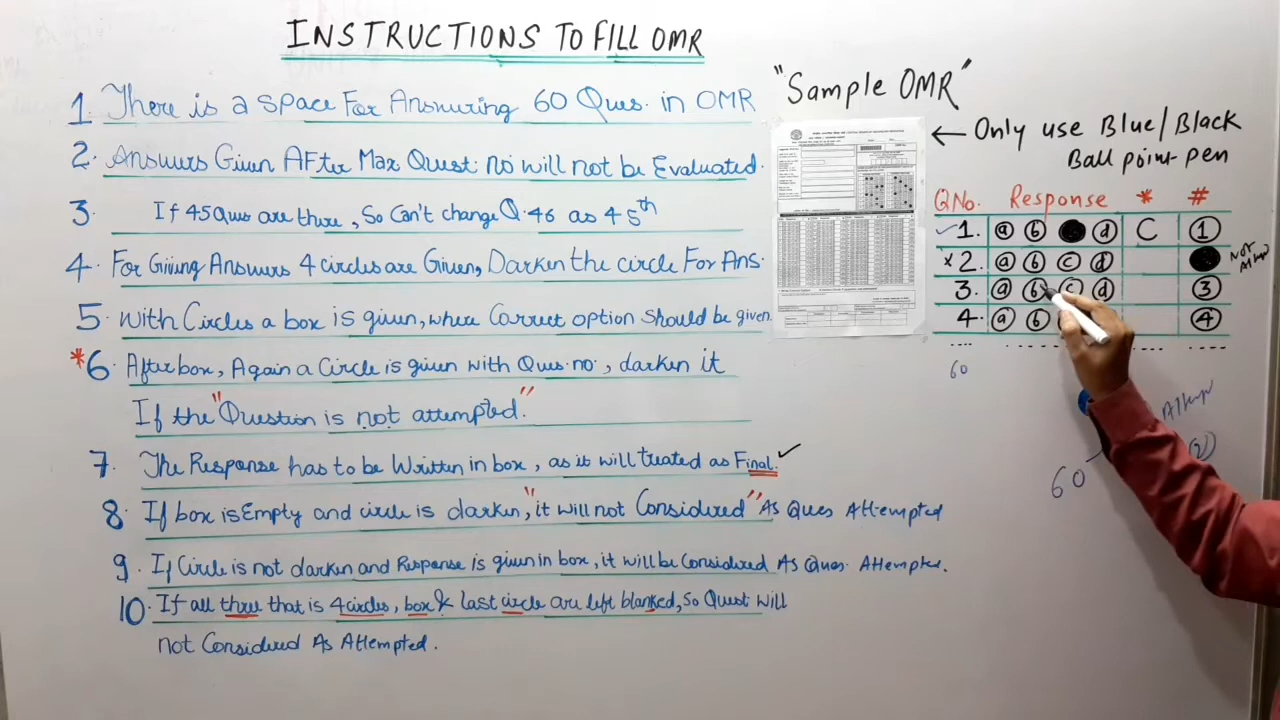 INSTRUCTIONS TO FILL OMR
1. There is a space For Answering 60 Ques. in OMR
2. Answers Given After Max Quest: no will not be Evaluated.
3. If 45 Ques are there, So Can't change Q.46 as 45th
4. For Giving Answers 4 circles are Given, Darken the circle For Ans.
5. With Circles a box is given, where Correct option should be given.
*6. After box, Again a Circle is given with Ques. no., darken it
If the "Question is not attempted."
7. The Response has to be Written in box, as it will treated as Final. ✓
8. If box is Empty and circle is darken, "it will not Considered" As Ques Attempted
9. If Circle is not darken and Response is given in box, it will be Considered As Ques. Attempted.
10. If all three that is 4 circles, box & last circle are left blanked, So Quest will
not Considered As Attempted.
"Sample OMR"
← Only use Blue/Black
Ball point-pen
Q No. Response * #
✓1. a b d C 1
x 2. a b c d NOT
3. a b c d 3
4. a b 4
60
Attempt
60 (2)